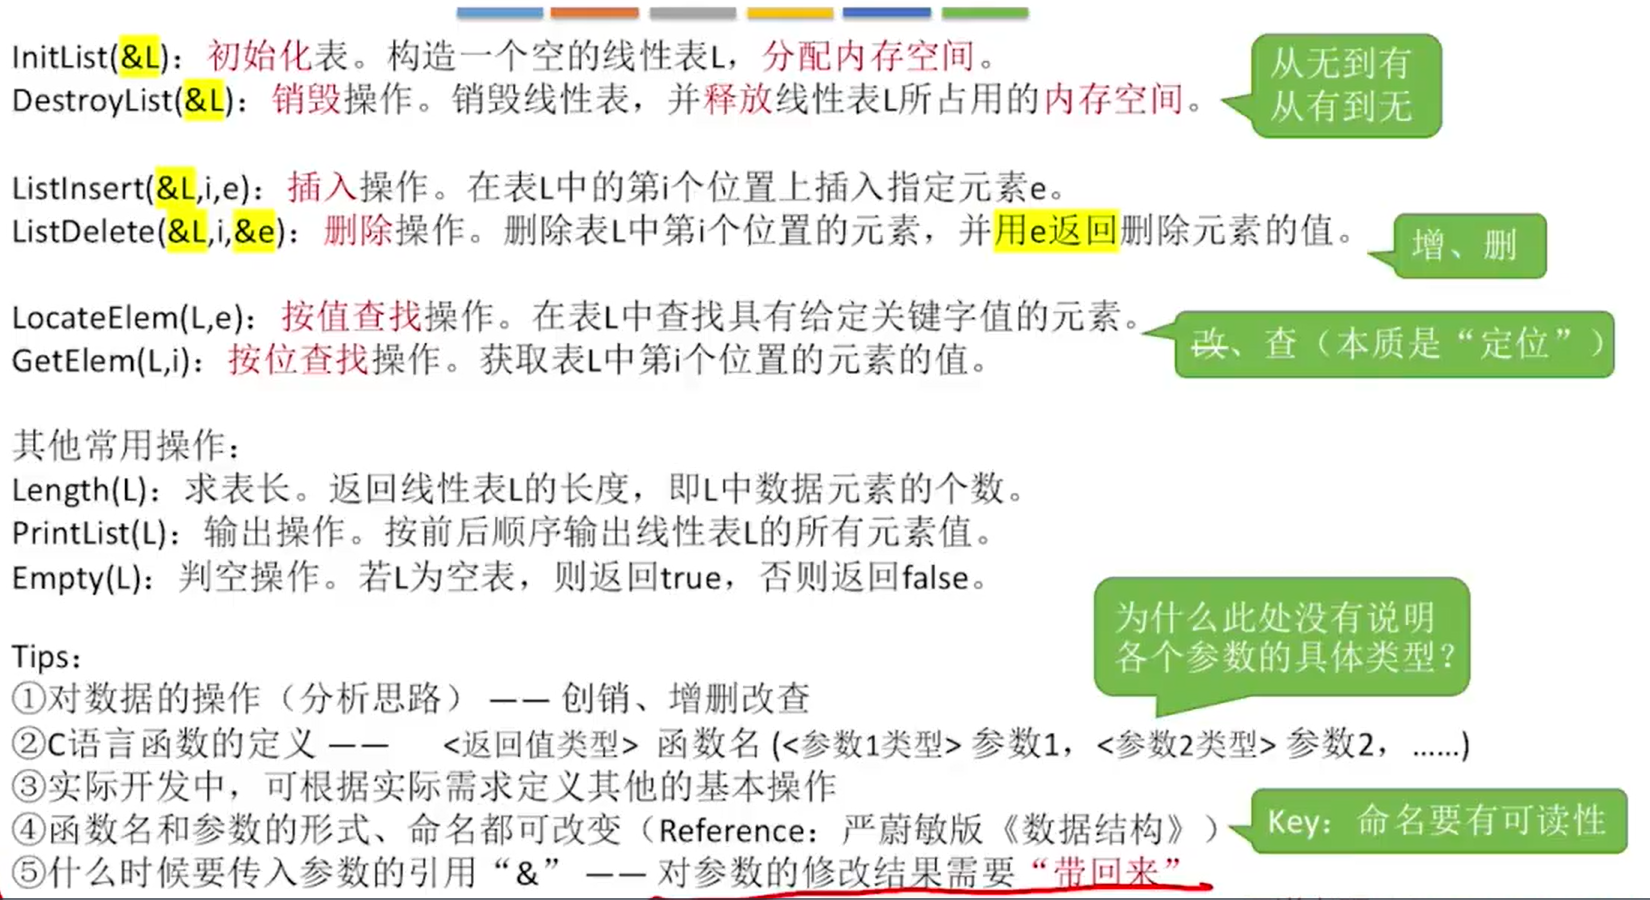 InitList(&L)：初始化表。构造一个空的线性表L，分配内存空间。
DestroyList(&L)：销毁操作。销毁线性表，并释放线性表L所占用的内存空间。
从无到有
从有到无
ListInsert(&L,i,e)：插入操作。在表L中的第i个位置上插入指定元素e。
ListDelete(&L,i,&e)：删除操作。删除表L中第i个位置的元素，并用e返回删除元素的值。
增、删
LocateElem(L,e)：按值查找操作。在表L中查找具有给定关键字值的元素。
GetElem(L,i)：按位查找操作。获取表L中第i个位置的元素的值。
改、查（本质是“定位”）
其他常用操作：
Length(L)：求表长。返回线性表L的长度，即L中数据元素的个数。
PrintList(L)：输出操作。按前后顺序输出线性表L的所有元素值。
Empty(L)：判空操作。若L为空表，则返回true，否则返回false。
Tips：
①对数据的操作（分析思路） —— 创销、增删改查
为什么此处没有说明
各个参数的具体类型？
②C语言函数的定义 —— <返回值类型> 函数名 (<参数1类型> 参数1，<参数2类型> 参数2，……)
③实际开发中，可根据实际需求定义其他的基本操作
④函数名和参数的形式、命名都可改变（Reference：严蔚敏版《数据结构》）
Key：命名要有可读性
⑤什么时候要传入参数的引用“&” —— 对参数的修改结果需要“带回来”